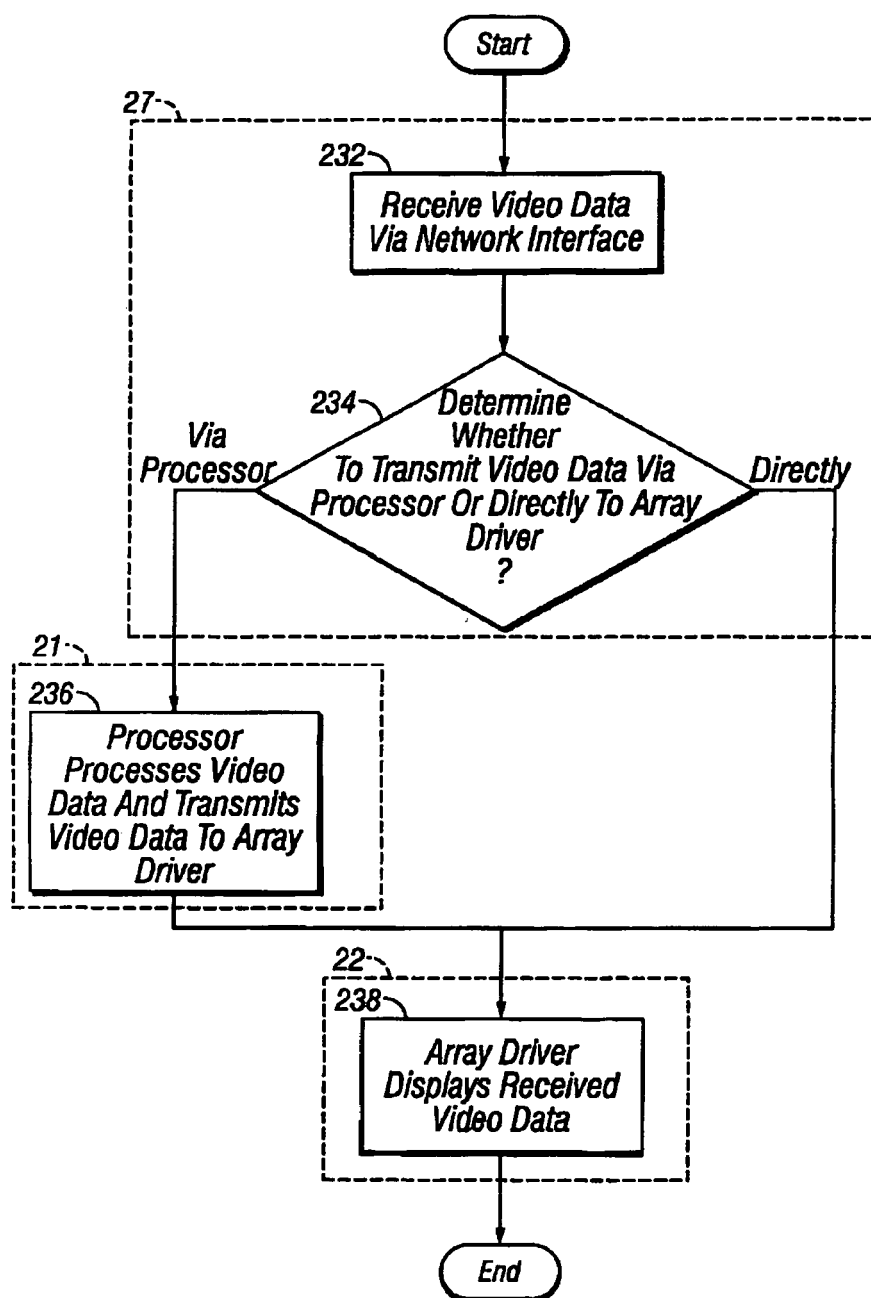 Start
27
232
Receive Video Data
Via Network Interface
234
Determine
Whether
To Transmit Video Data Via
Processor Or Directly To Array
Driver
?
Via
Processor
Directly
21
236
Processor
Processes Video
Data And Transmits
Video Data To Array
Driver
22
238
Array Driver
Displays Received
Video Data
End